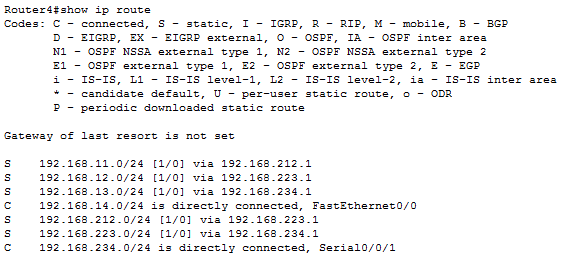 Router4#show ip route
Codes: C - connected, S - static, I - IGRP, R - RIP, M - mobile, B - BGP
       D - EIGRP, EX - EIGRP external, O - OSPF, IA - OSPF inter area
       N1 - OSPF NSSA external type 1, N2 - OSPF NSSA external type 2
       E1 - OSPF external type 1, E2 - OSPF external type 2, E - EGP
       i - IS-IS, L1 - IS-IS level-1, L2 - IS-IS level-2, ia - IS-IS inter area
       * - candidate default, U - per-user static route, o - ODR
       P - periodic downloaded static route
Gateway of last resort is not set
S    192.168.11.0/24 [1/0] via 192.168.212.1
S    192.168.12.0/24 [1/0] via 192.168.223.1
S    192.168.13.0/24 [1/0] via 192.168.234.1
C    192.168.14.0/24 is directly connected, FastEthernet0/0
S    192.168.212.0/24 [1/0] via 192.168.223.1
S    192.168.223.0/24 [1/0] via 192.168.234.1
C    192.168.234.0/24 is directly connected, Serial0/0/1